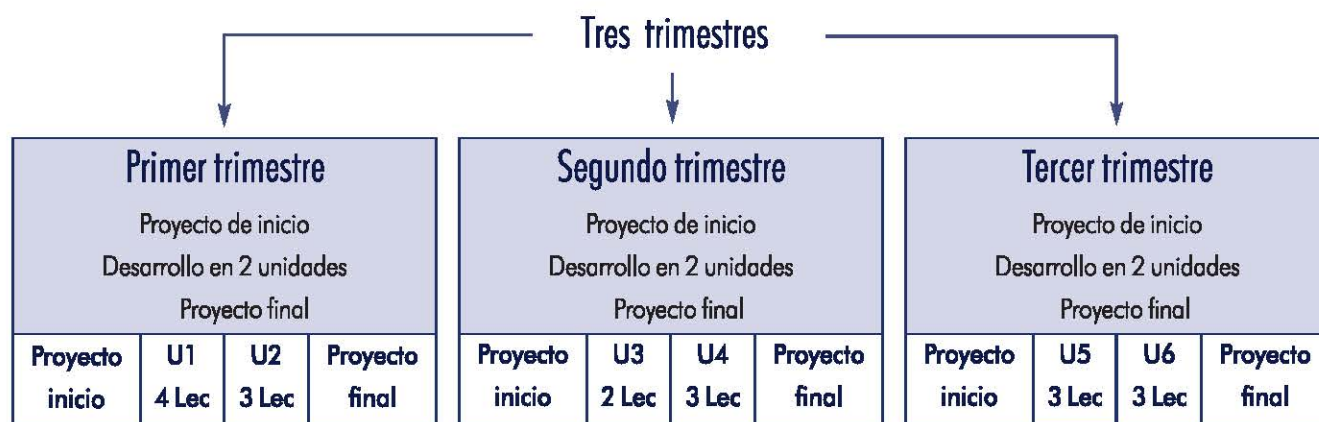 Tres trimestres
Primer trimestre
Proyecto de inicio
Desarrollo en 2 unidades
Proyecto final
Proyecto inicio
U1 4 Lec
U2 3 Lec
Proyecto final
Segundo trimestre
Proyecto de inicio
Desarrollo en 2 unidades
Proyecto final
Proyecto inicio
U3 2 Lec
U4 3 Lec
Proyecto final
Tercer trimestre
Proyecto de inicio
Desarrollo en 2 unidades
Proyecto final
Proyecto inicio
U5 3 Lec
U6 3 Lec
Proyecto final